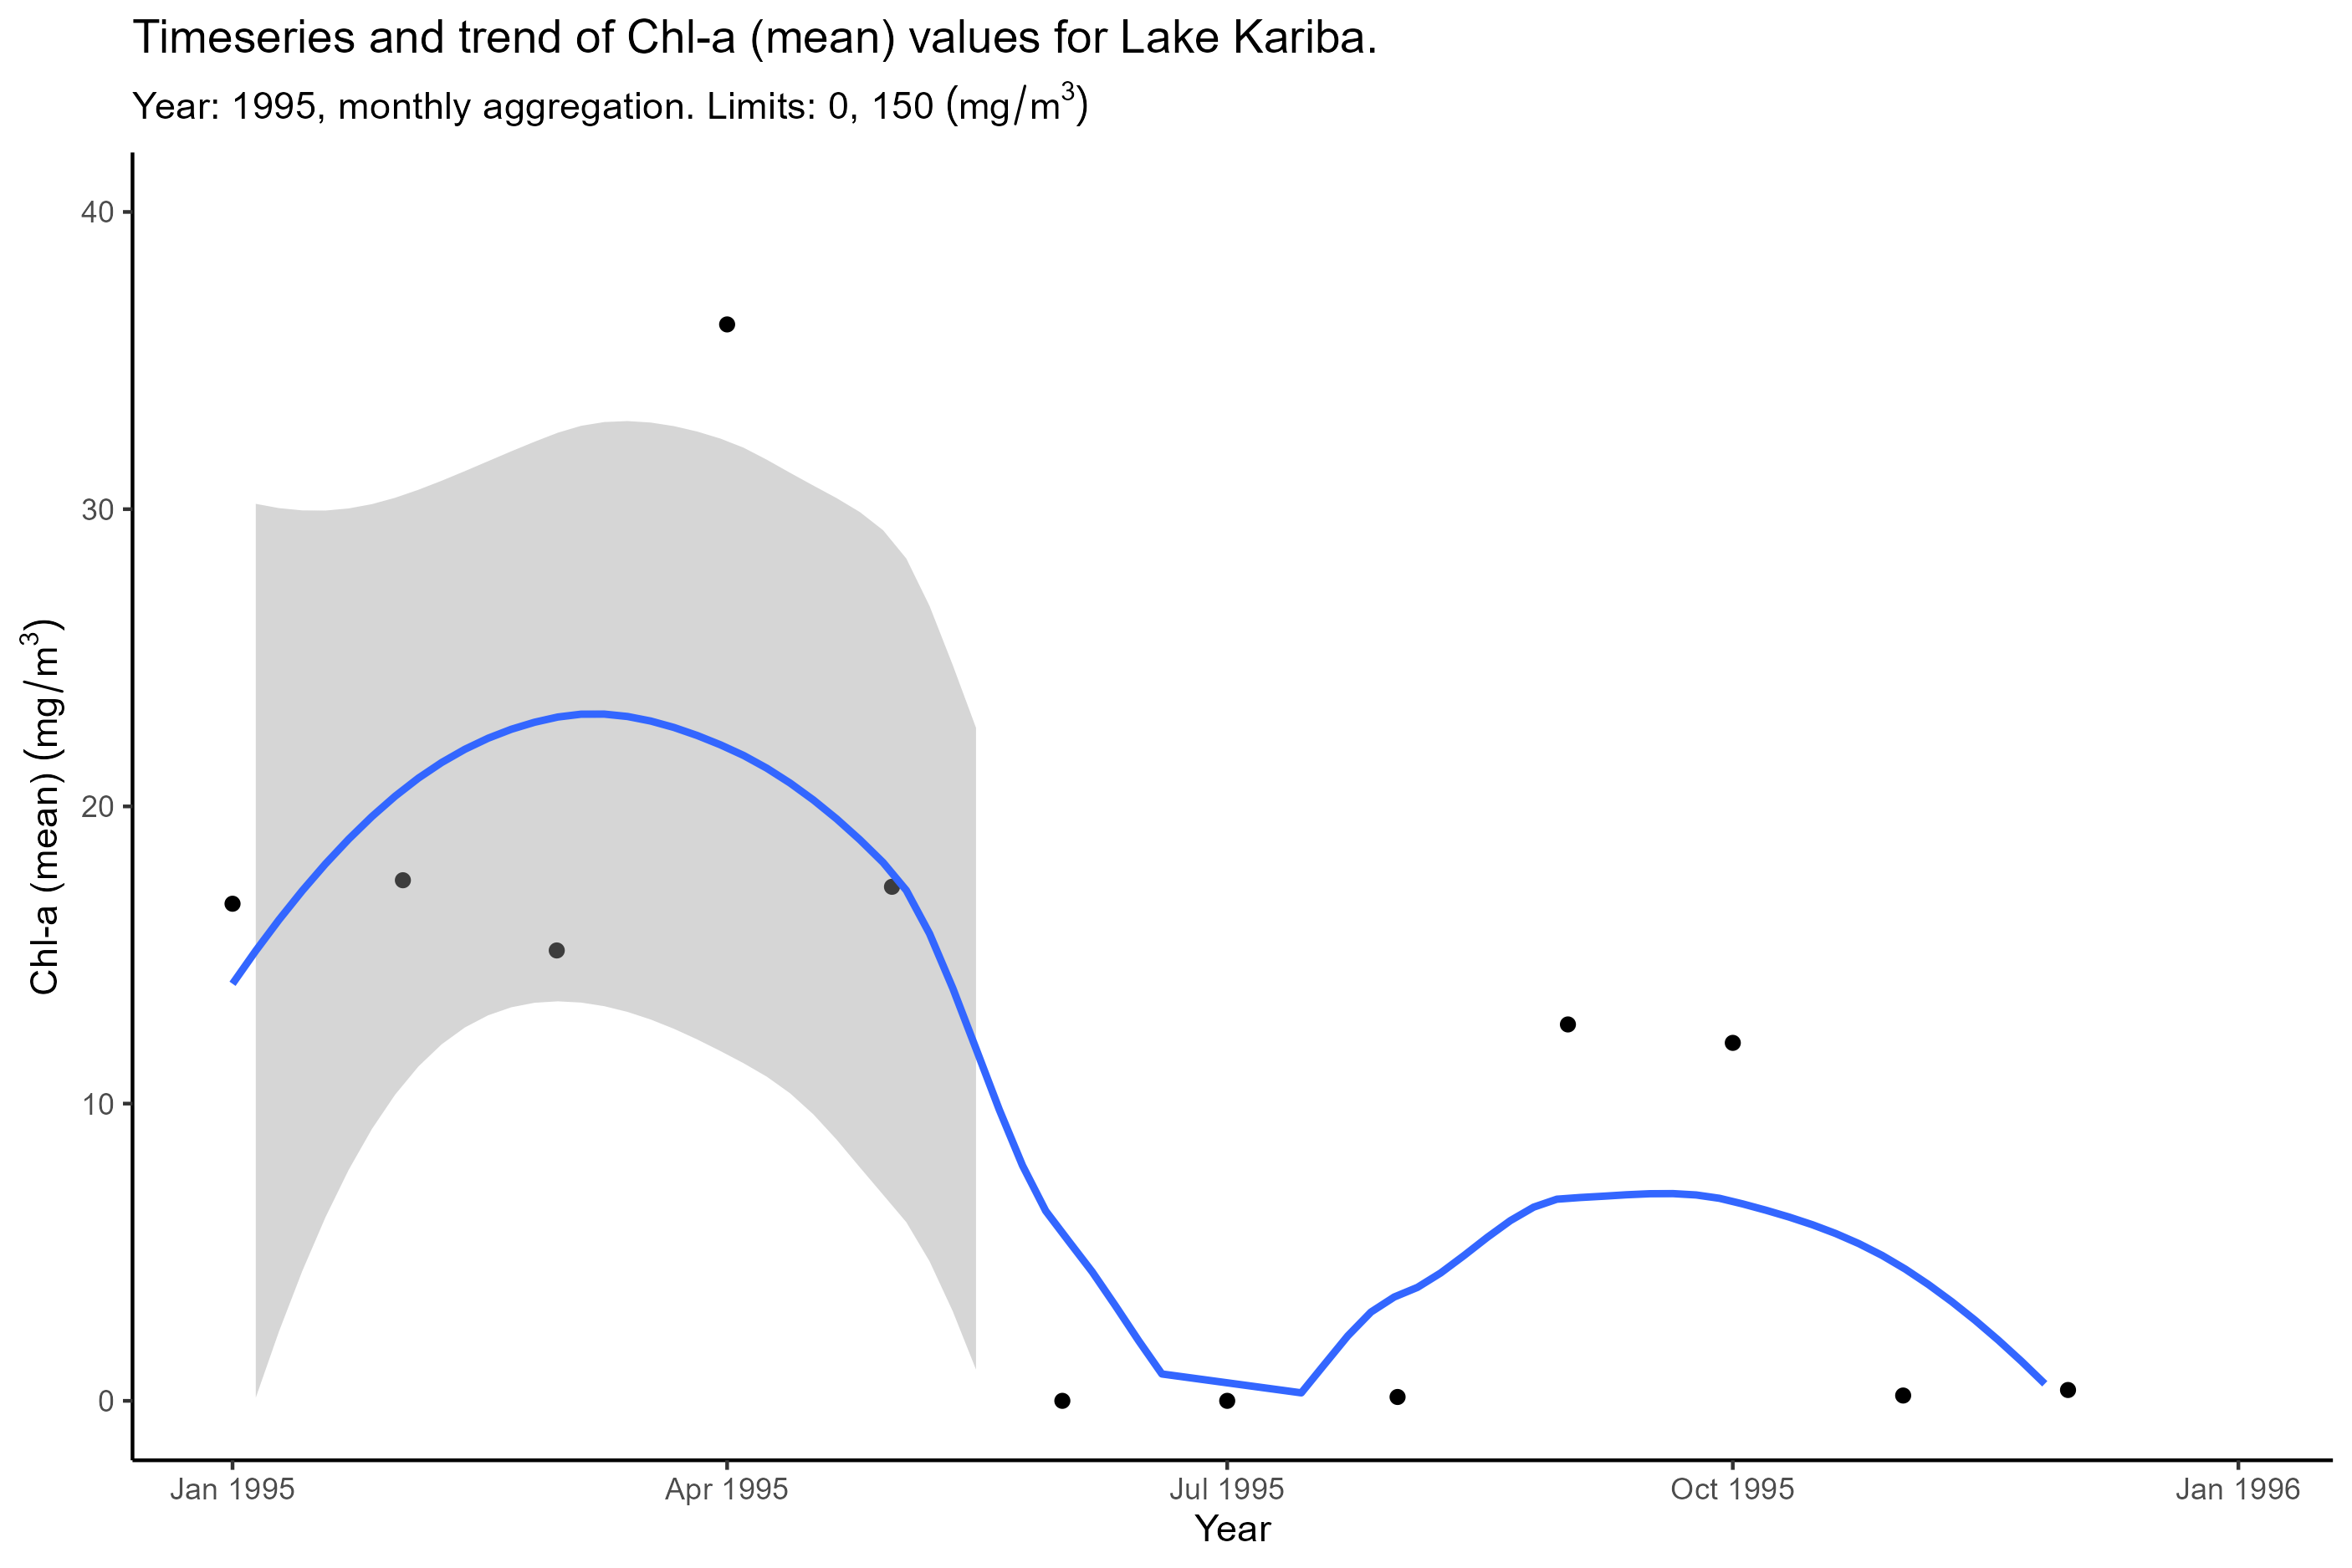 Timeseries and trend of Chl-a (mean) values for Lake Kariba.
Year: 1995, monthly aggregation. Limits: 0, 150 (mg/m³)
Chl-a (mean) (mg/m³)
40
30
20
10
0
Jan 1995
Apr 1995
Jul 1995
Oct 1995
Jan 1996
Year